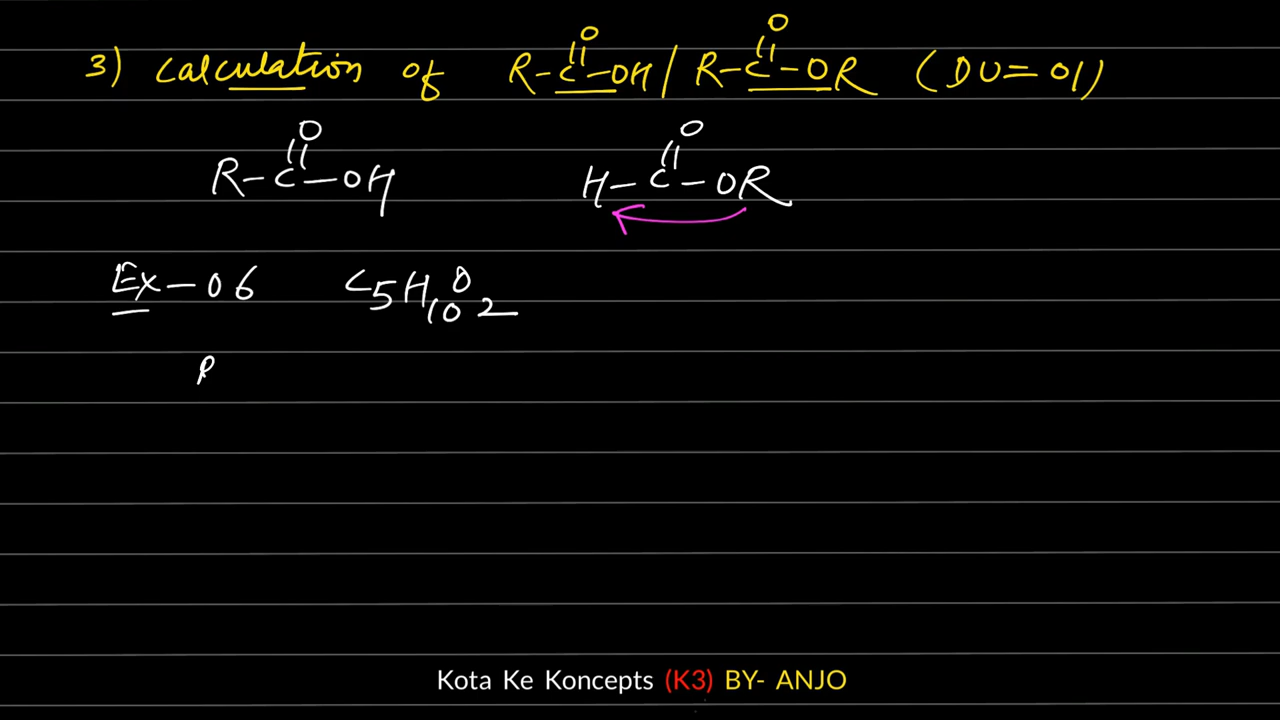 3) Calculation of R-C(=O)-OH / R-C(=O)-OR (DU = 01)
R-C(=O)-OH H-C(=O)-OR
Ex-06 C5H10O2
R
Kota Ke Koncepts (K3) BY- ANJO